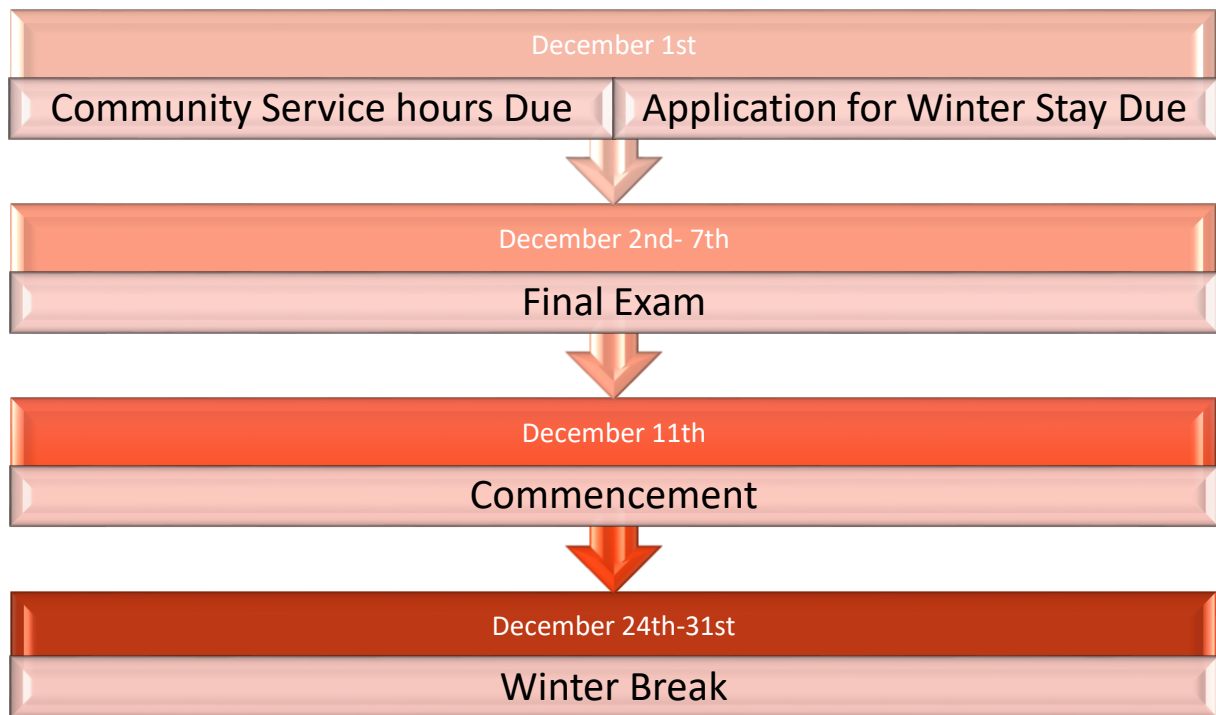 December 1st
Community Service hours Due
Application for Winter Stay Due
December 2nd- 7th
Final Exam
December 11th
Commencement
December 24th-31st
Winter Break